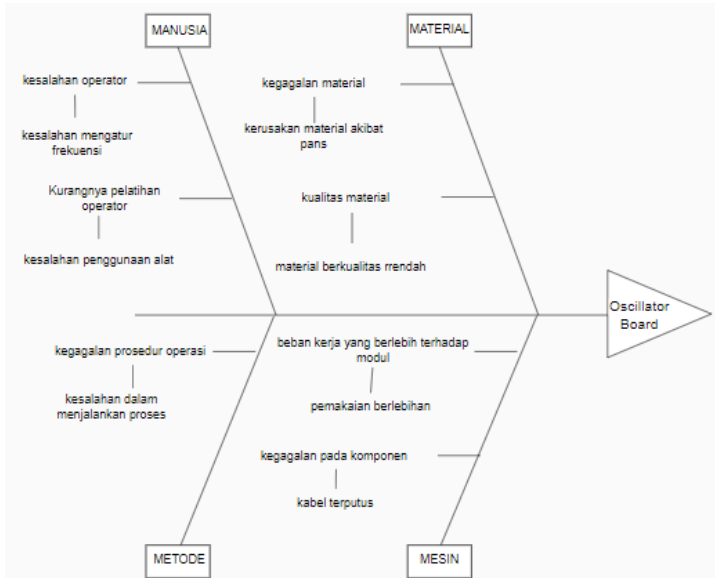 MANUSIA
MATERIAL
kesalahan operator
kesalahan mengatur
frekuensi
Kurangnya pelatihan
operator
kesalahan penggunaan alat
kegagalan material
kerusakan material akibat
pans
kualitas material
material berkualitas rrendah
Oscillator
Board
kegagalan prosedur operasi
kesalahan dalam
menjalankan proses
beban kerja yang berlebih terhadap
modul
pemakaian berlebihan
kegagalan pada komponen
kabel terputus
METODE
MESIN